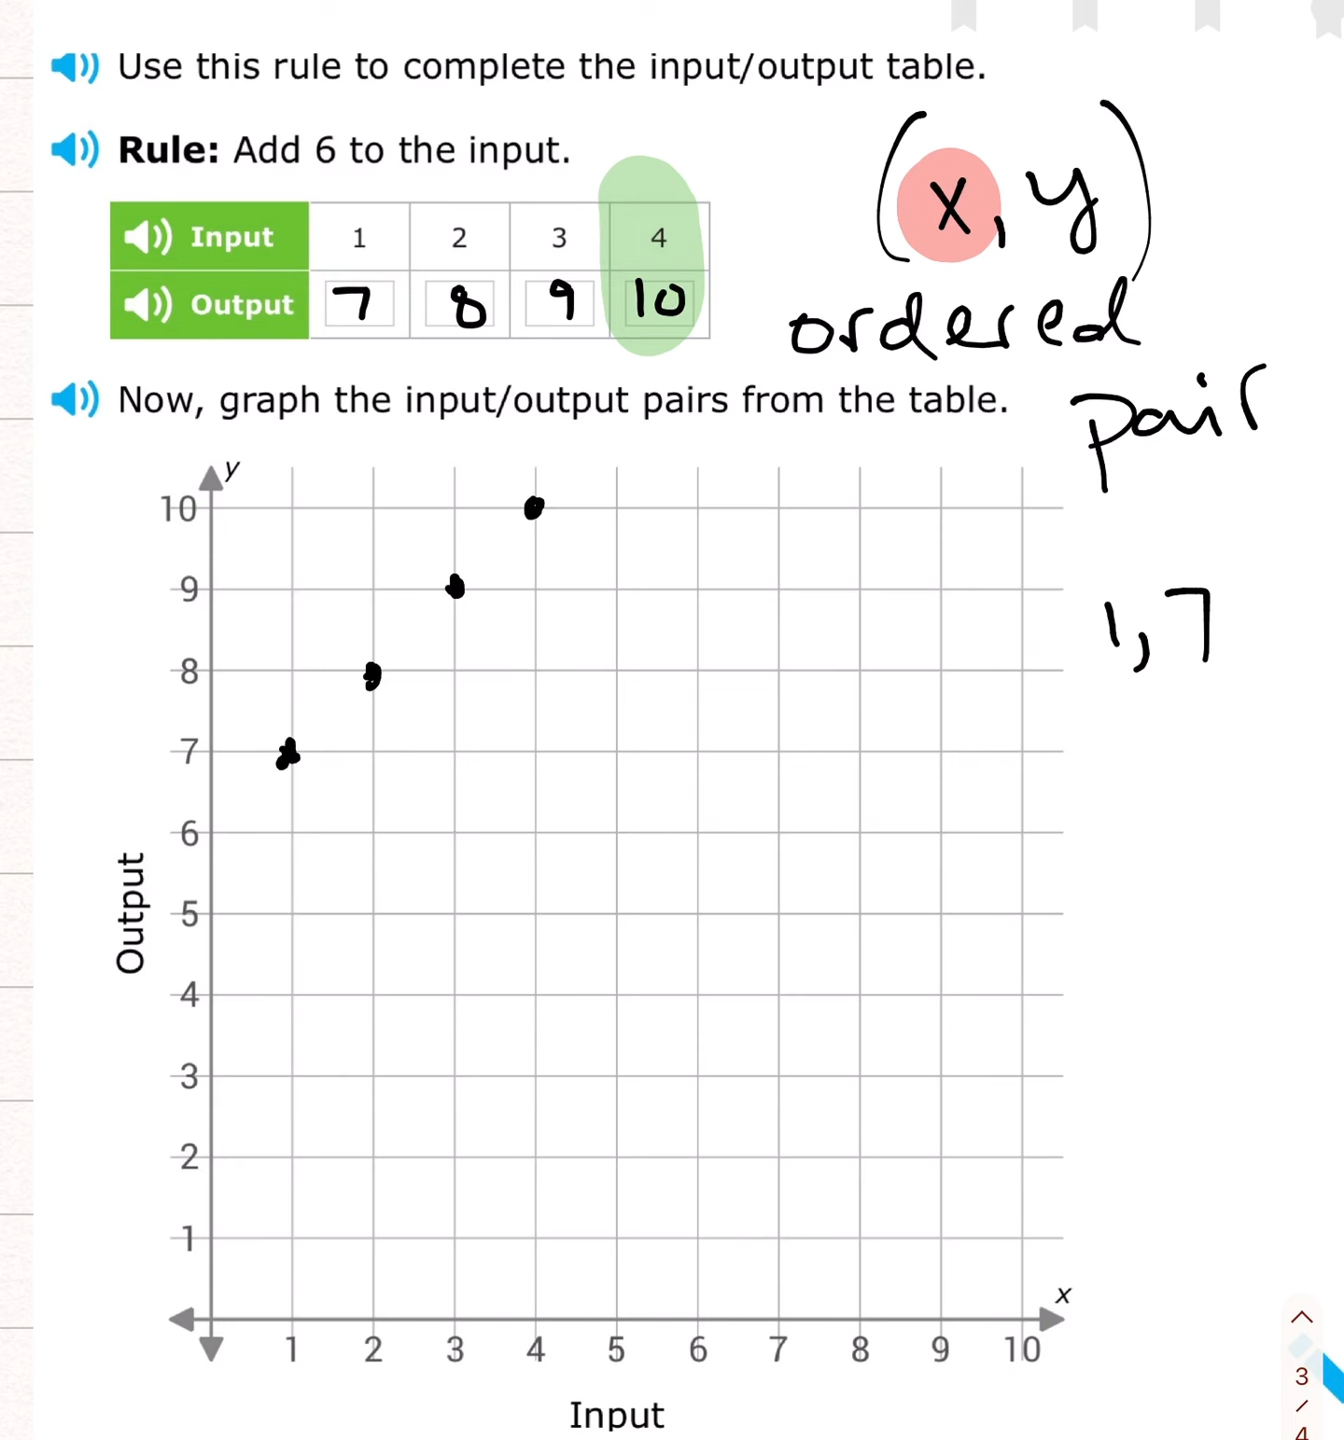 Use this rule to complete the input/output table.
Rule: Add 6 to the input.
(x, y)
Input 1 2 3 4
Output 7 8 9 10
ordered
pair
Now, graph the input/output pairs from the table.
y
10
9
8
7
6
5
4
3
2
1
1,7
Output
x
1 2 3 4 5 6 7 8 9 10
Input
3
/
4